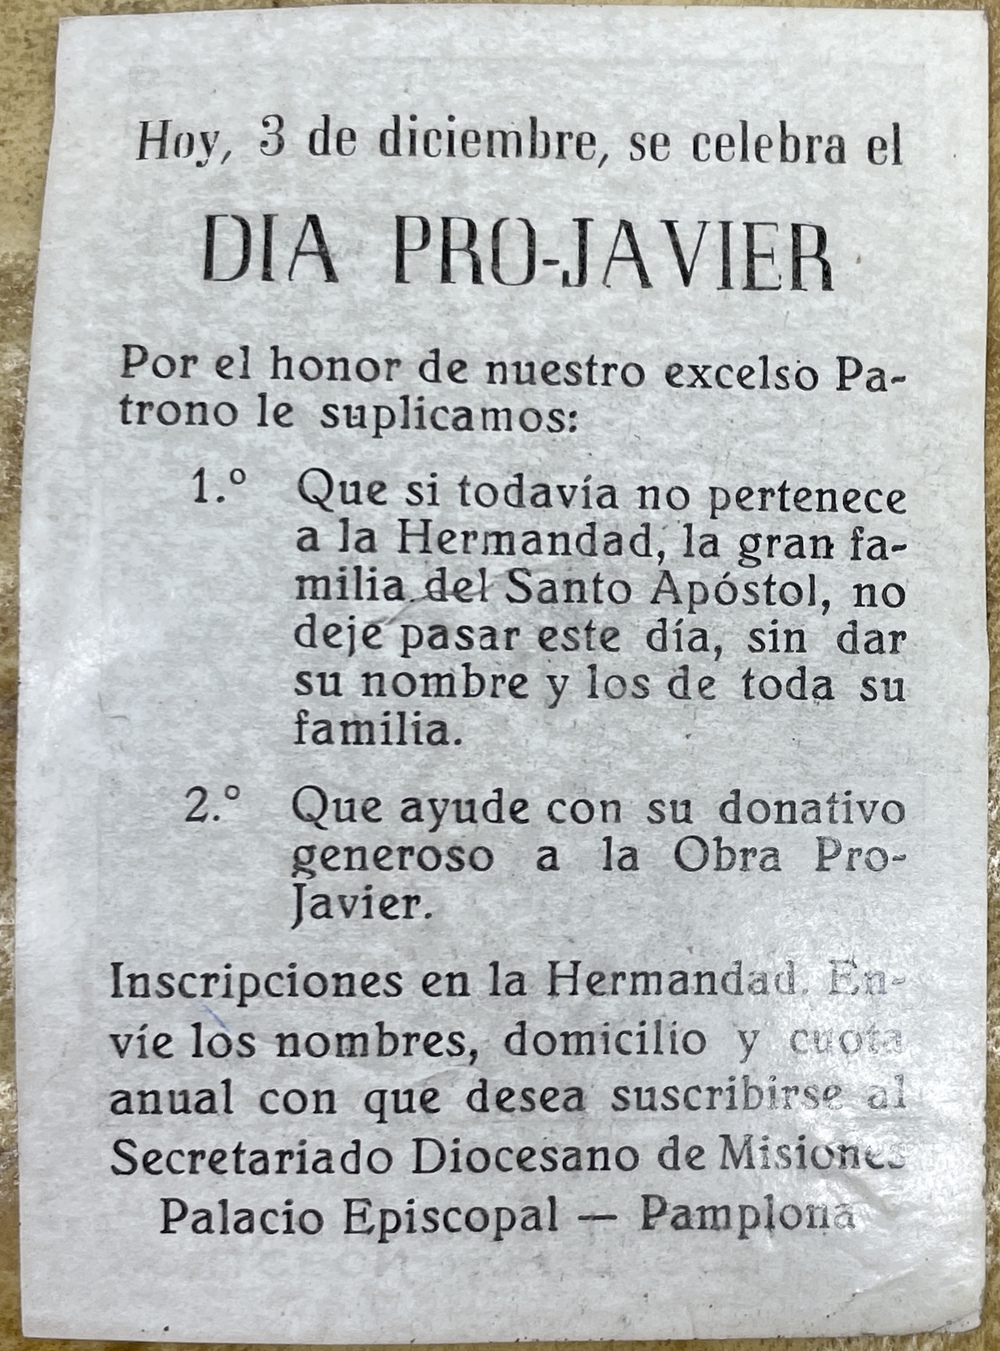 Hoy, 3 de diciembre, se celebra el
DIA PRO-JAVIER
Por el honor de nuestro excelso Pa-
trono le suplicamos:
1.º Que si todavía no pertenece
a la Hermandad, la gran fa-
milia del Santo Apóstol, no
deje pasar este día, sin dar
su nombre y los de toda su
familia.
2.º Que ayude con su donativo
generoso a la Obra Pro-
Javier.
Inscripciones en la Hermandad. En-
víe los nombres, domicilio y cuota
anual con que desea suscribirse al
Secretariado Diocesano de Misiones
Palacio Episcopal — Pamplona